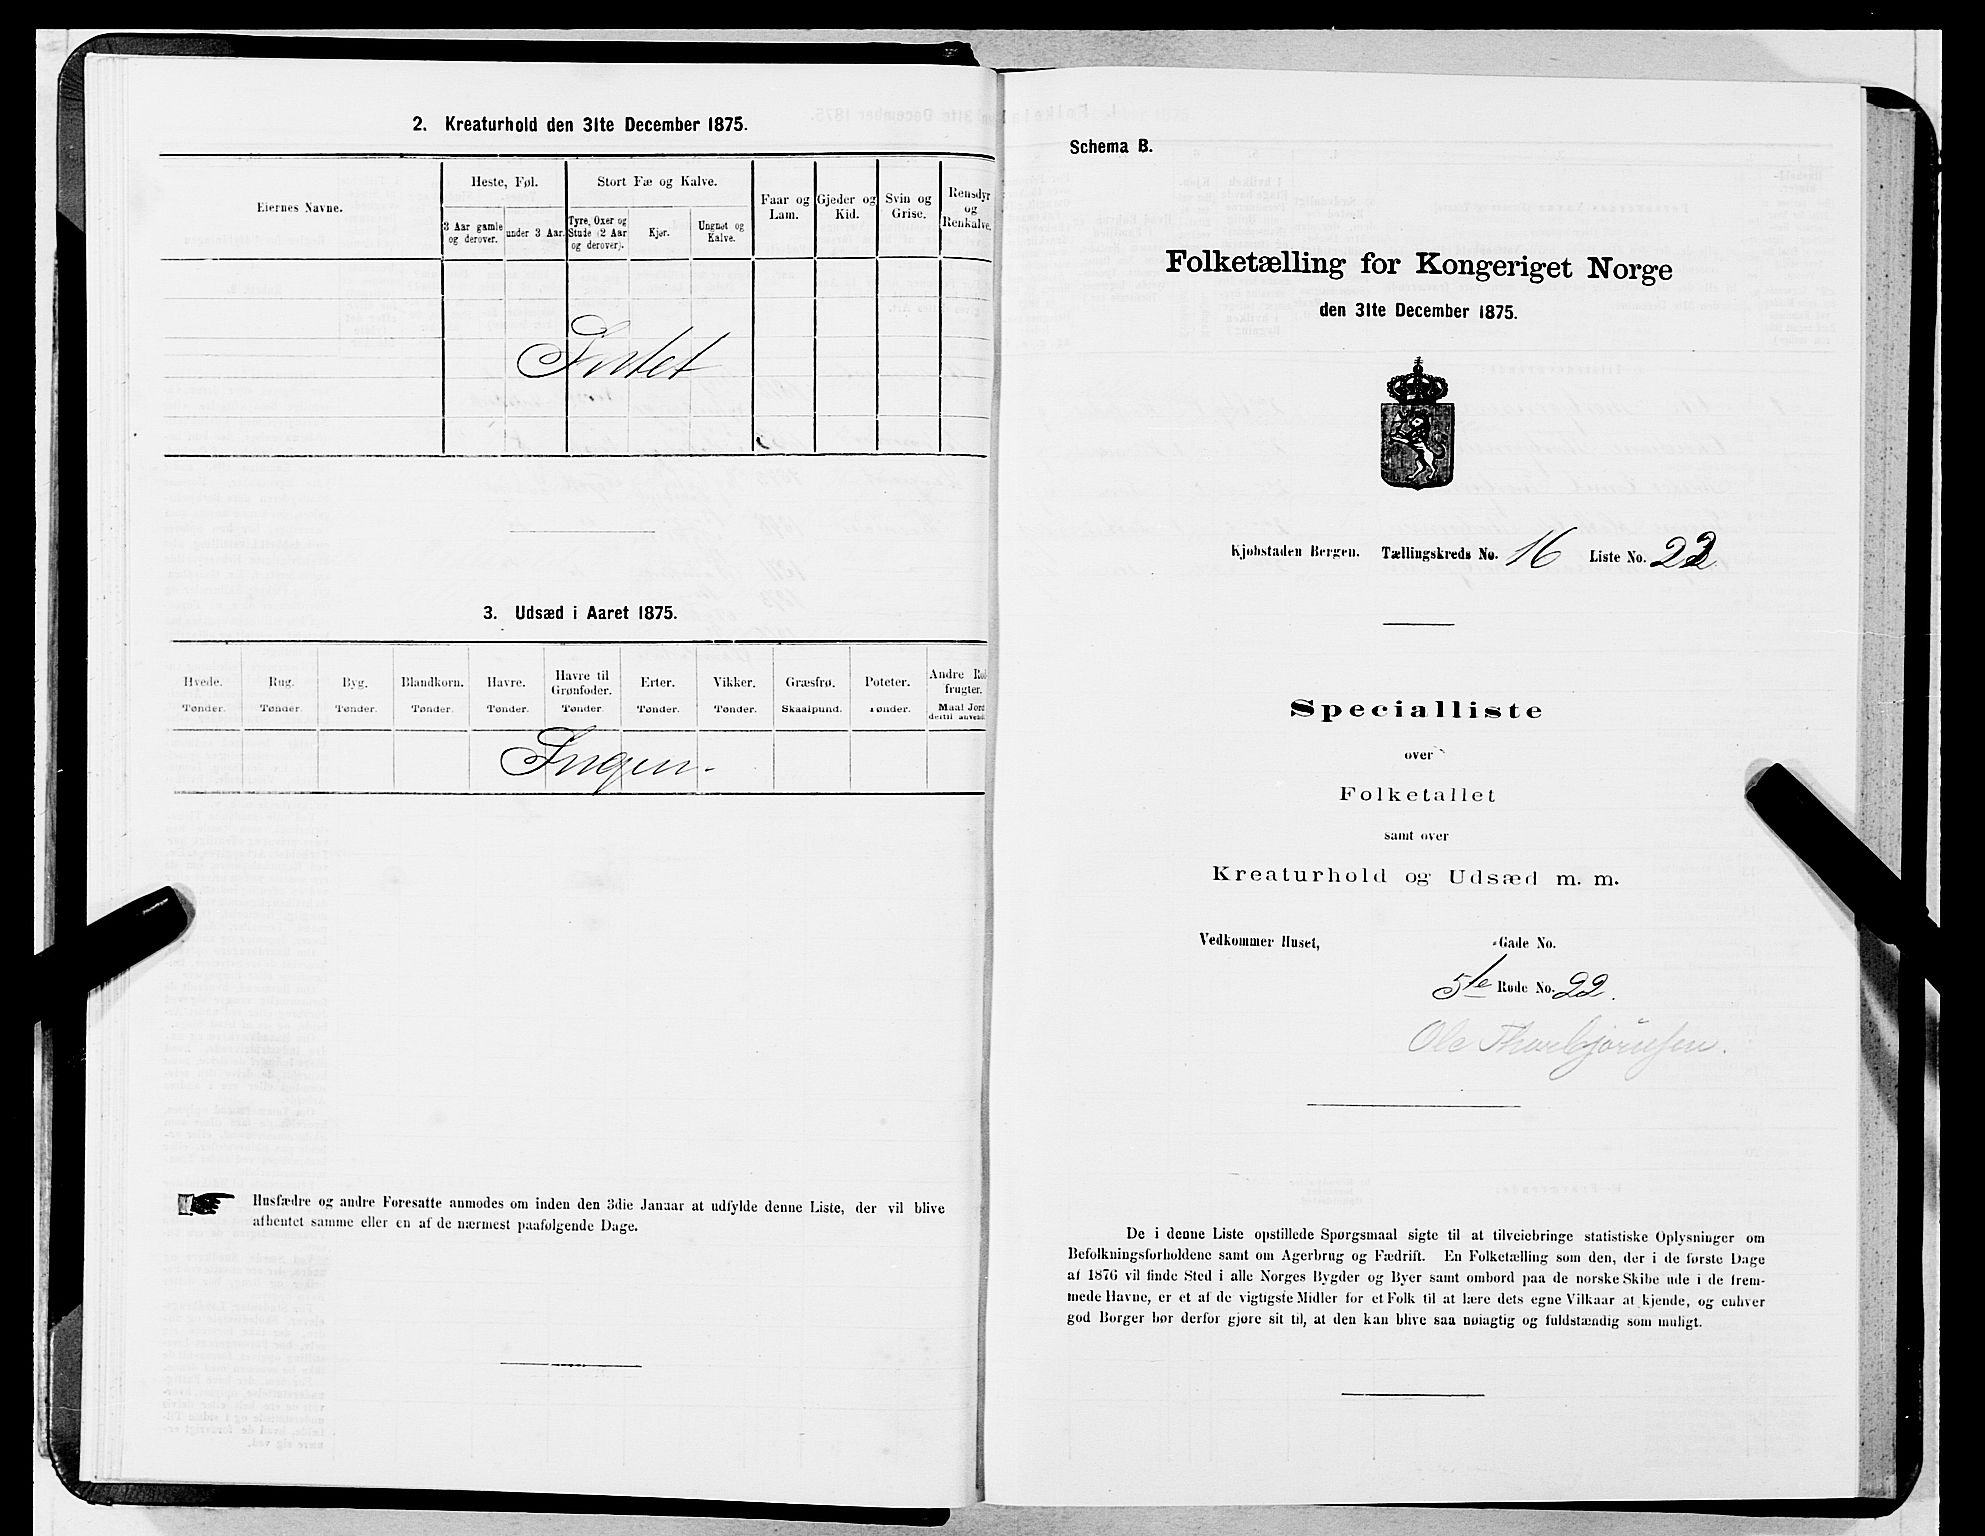 2. Kreaturhold den 31te December 1875.
Eiernes Navne.
Heste, Føl.
3 Aar gamle og derover.
under 3 Aar.
Stort Fæ og Kalve.
Tyre, Oxer og Stude (2 Aar og derover).
Kjør.
Ungnøt og Kalve.
Faar og Lam.
Gjeder og Kid.
Svin og Grise.
Rensdyr og Renkalve.
Intet
3. Udsæd i Aaret 1875.
Hvede. Rug. Byg. Blandkorn. Havre. Havre til Grønfoder. Erter. Vikker. Græsfrø. Poteter. Andre Rodfrugter.
Tønder. Tønder. Tønder. Tønder. Tønder. Tønder. Tønder. Tønder. Skaalpund. Tønder. Maal Jord dertil anvendt.
Ingen.
Husfædre og andre Foresatte anmodes om inden den 3die Januar at udfylde denne Liste, der vil blive
afhentet samme eller en af de nærmest paafølgende Dage.
Schema B.
Folketælling for Kongeriget Norge
den 31te December 1875.
Kjøbstaden Bergen. Tællingskreds No. 16 Liste No. 22
Specialliste
over
Folketallet
samt over
Kreaturhold og Udsæd m. m.
Vedkommer Huset, -Gade No.
5te Rode No. 22.
Ole Thorbjörnsen.
De i denne Liste opstillede Spørgsmaal sigte til at tilveiebringe statistiske Oplysninger om
Befolkningsforholdene samt om Agerbrug og Fædrift. En Folketælling som den, der i de første Dage
af 1876 vil finde Sted i alle Norges Bygder og Byer samt ombord paa de norske Skibe ude i de frem-
mede Havne, er et af de vigtigste Midler for et Folk til at lære dets egne Vilkaar at kjende, og enhver
god Borger bør derfor gjøre sit til, at den kan blive saa nøiagtig og fuldstændig som muligt.